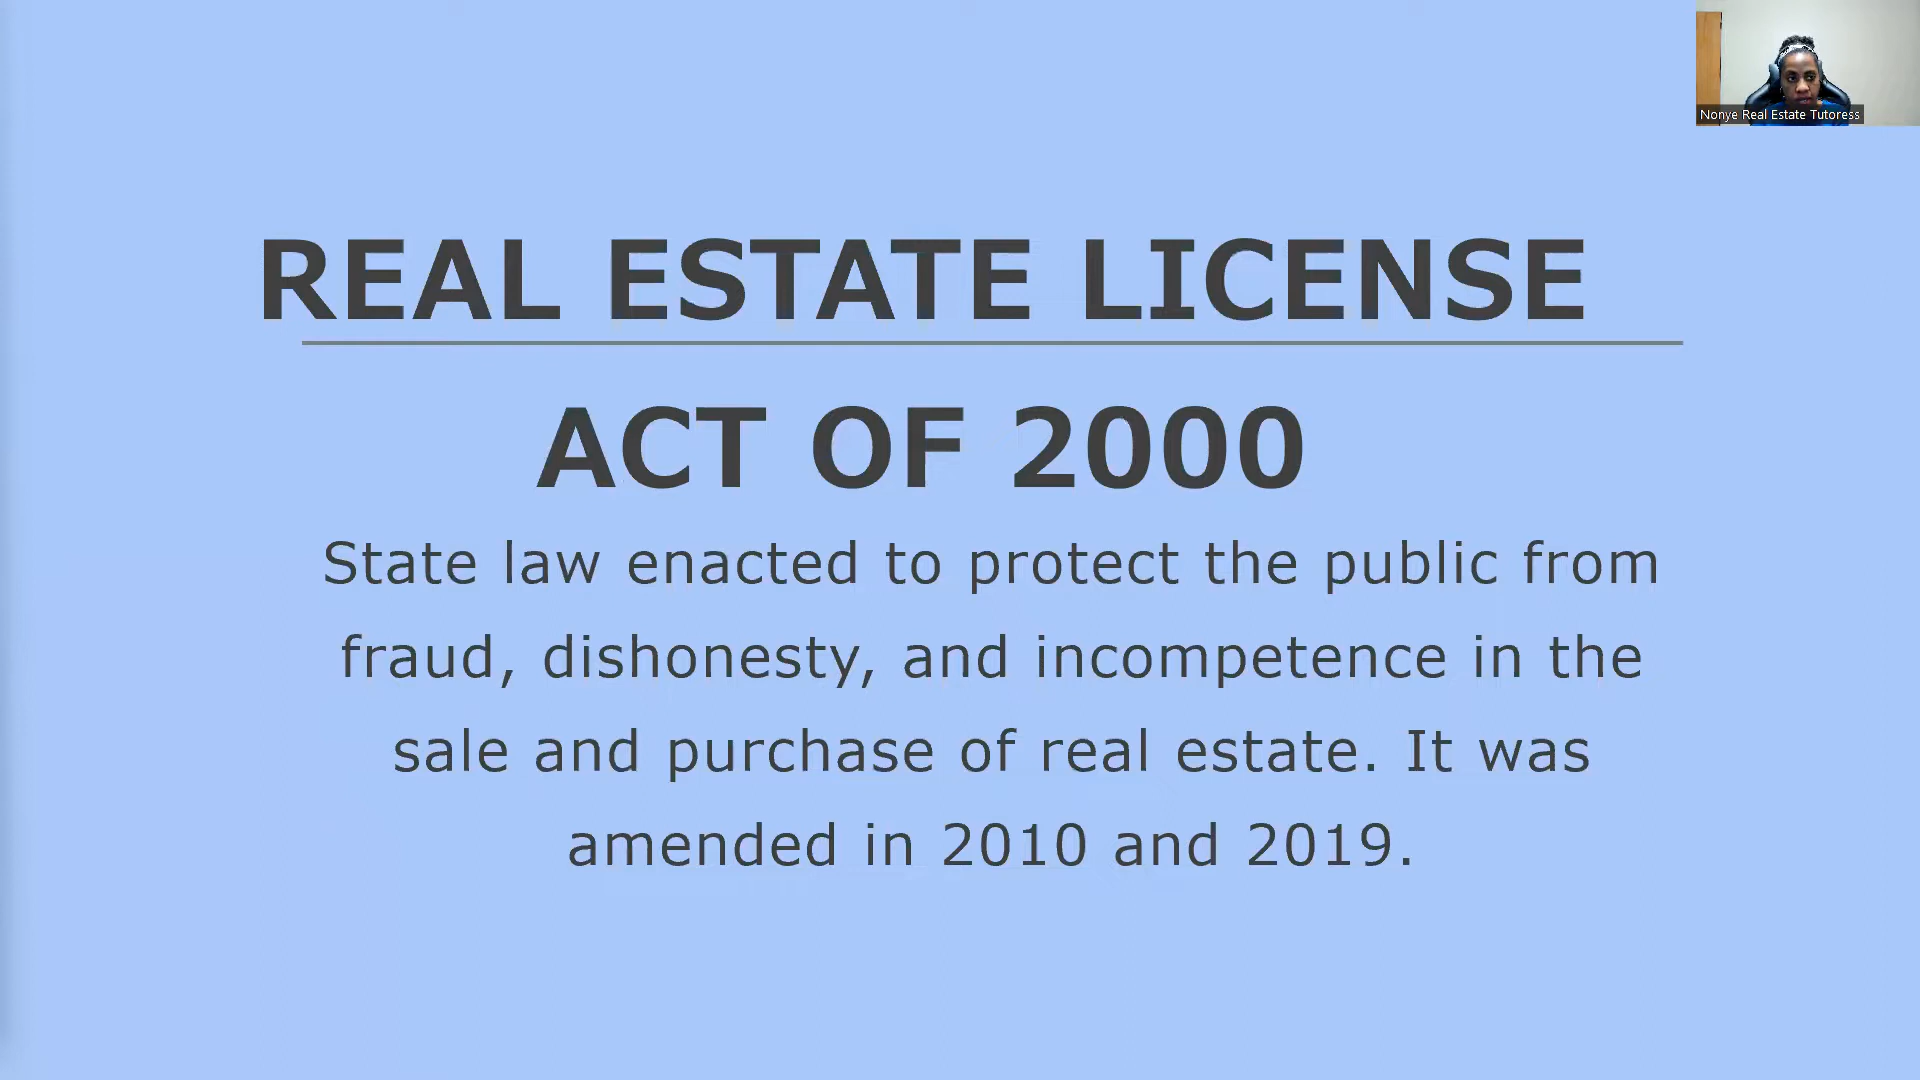 Nonye Real Estate Tutoress
REAL ESTATE LICENSE
ACT OF 2000
State law enacted to protect the public from
fraud, dishonesty, and incompetence in the
sale and purchase of real estate. It was
amended in 2010 and 2019.